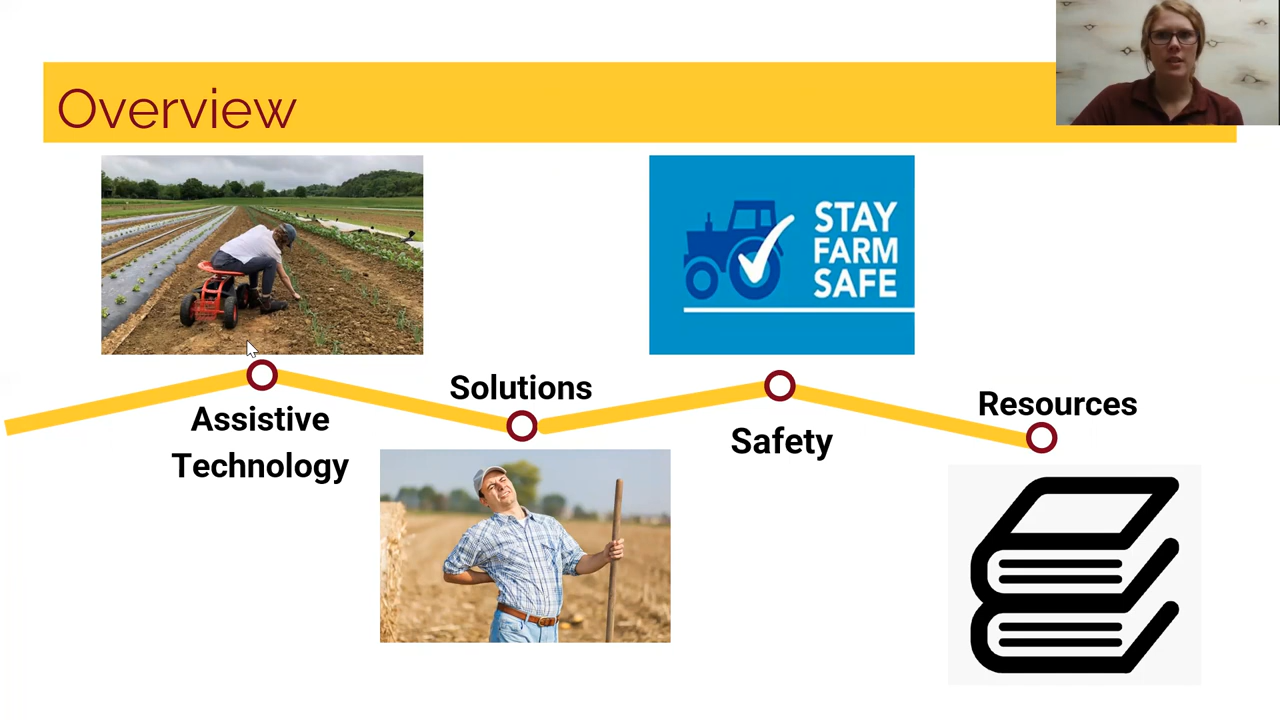 Overview
STAY
FARM
SAFE
Assistive
Technology
Solutions
Safety
Resources